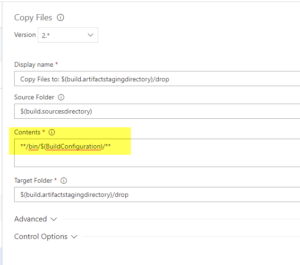 Copy Files
Version 2.*
Display name *
Copy Files to: $(build.artifactstagingdirectory)/drop
Source Folder
$(build.sourcesdirectory)
Contents *
**/bin/$(BuildConfiguration)/**
Target Folder *
$(build.artifactstagingdirectory)/drop
Advanced
Control Options